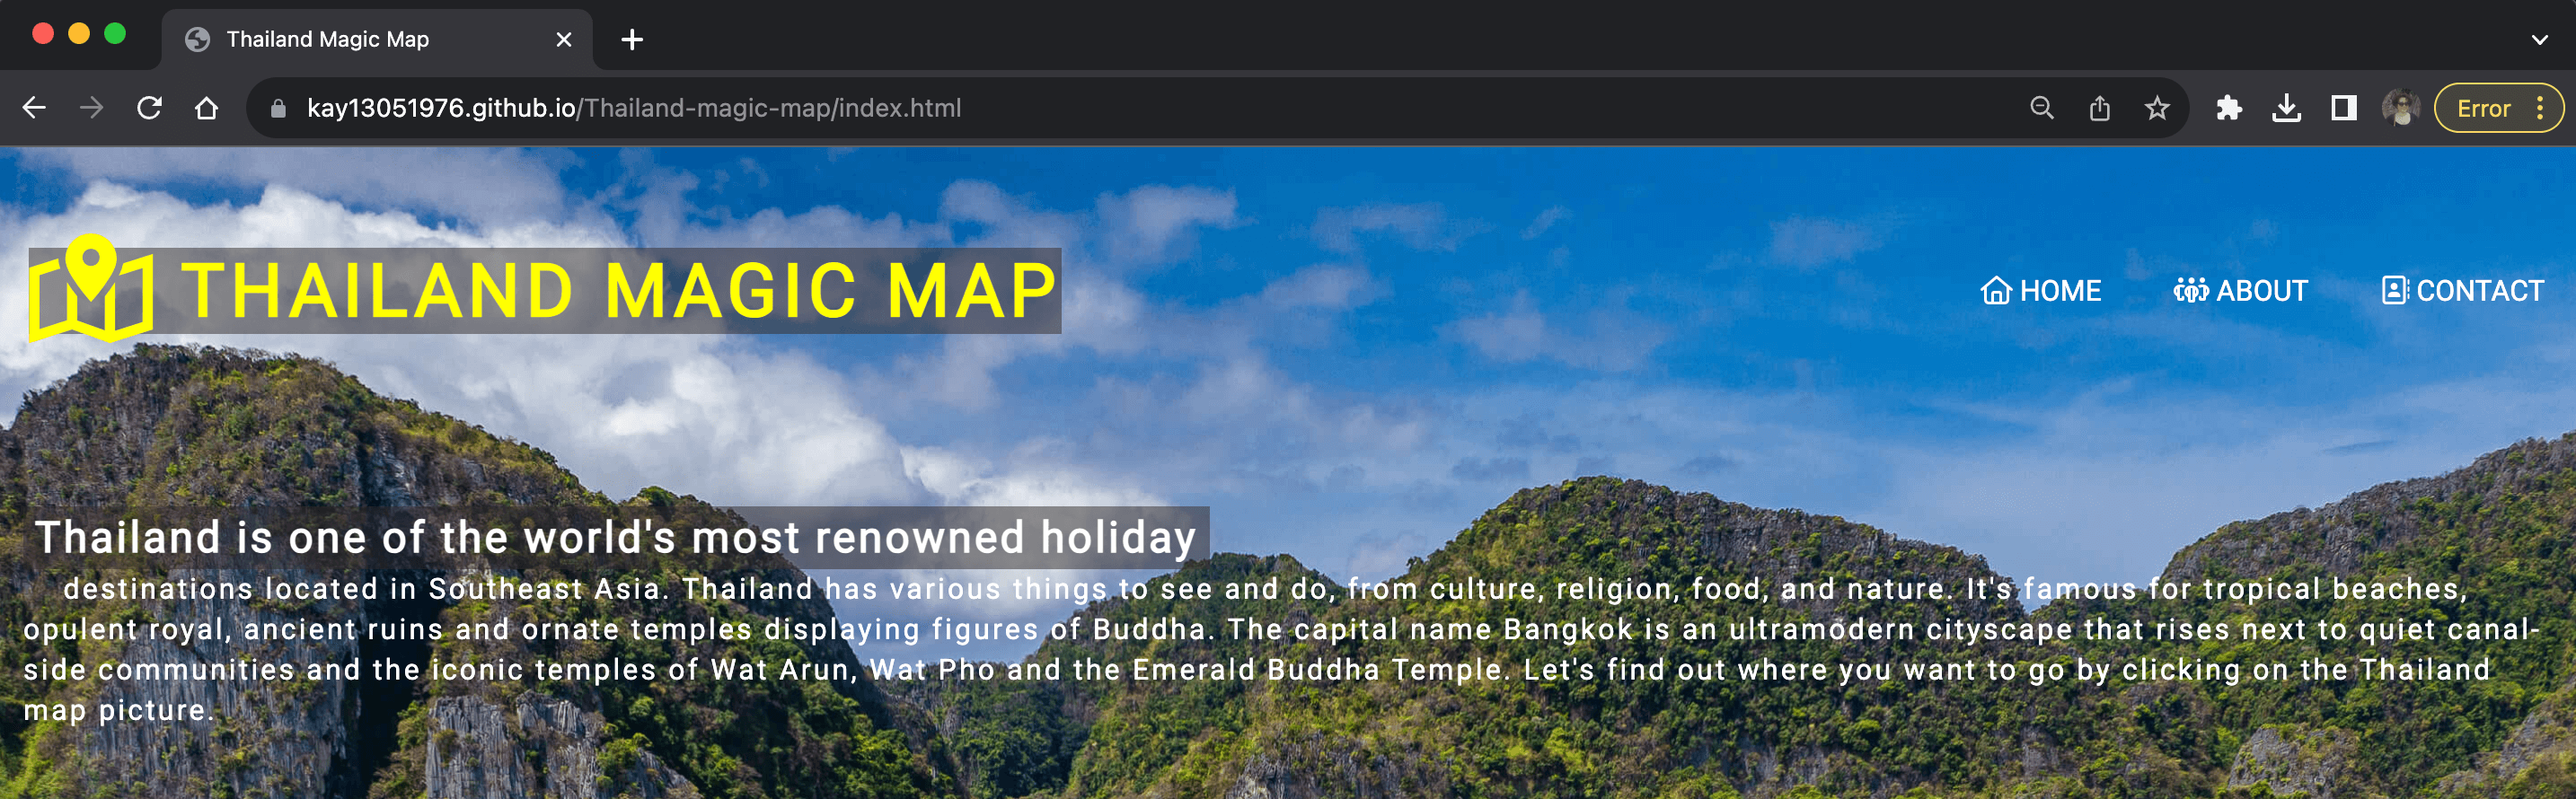 Thailand Magic Map
kay13051976.github.io/Thailand-magic-map/index.html
Error
THAILAND MAGIC MAP
HOME
ABOUT
CONTACT
Thailand is one of the world's most renowned holiday
destinations located in Southeast Asia. Thailand has various things to see and do, from culture, religion, food, and nature. It's famous for tropical beaches,
opulent royal, ancient ruins and ornate temples displaying figures of Buddha. The capital name Bangkok is an ultramodern cityscape that rises next to quiet canal-
side communities and the iconic temples of Wat Arun, Wat Pho and the Emerald Buddha Temple. Let's find out where you want to go by clicking on the Thailand
map picture.